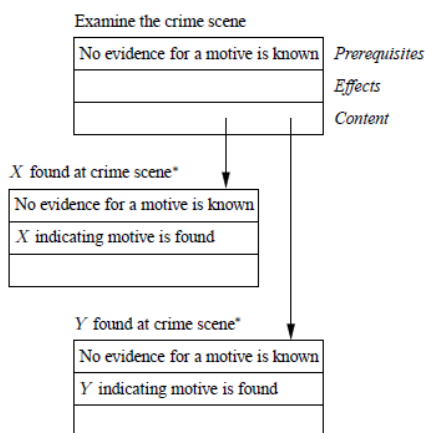 Examine the crime scene
No evidence for a motive is known Prerequisites
Effects
Content
X found at crime scene*
No evidence for a motive is known
X indicating motive is found
Y found at crime scene*
No evidence for a motive is known
Y indicating motive is found